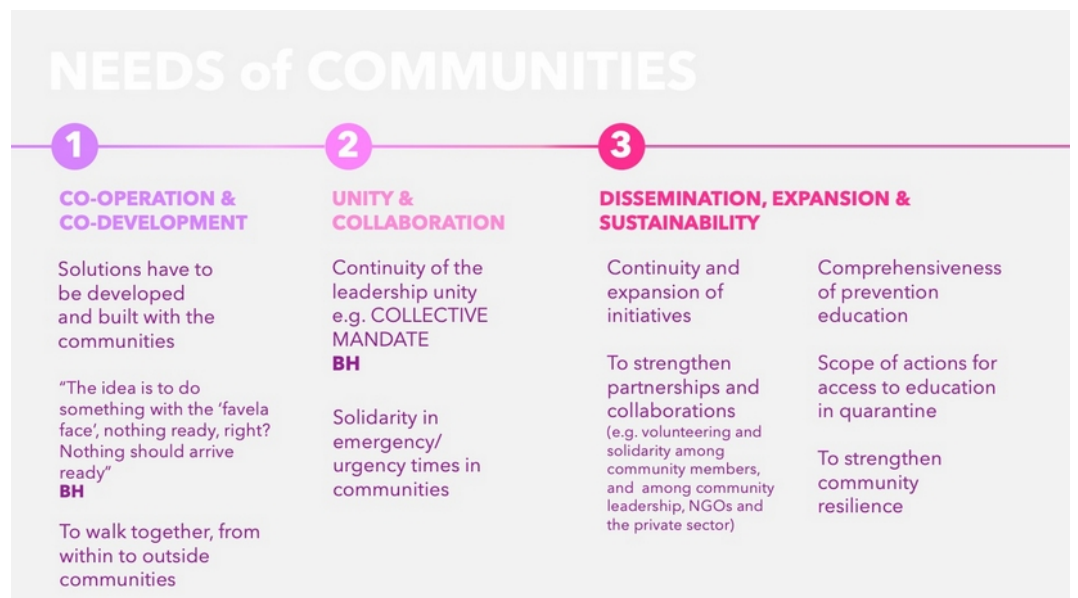 NEEDS of COMMUNITIES
1
CO-OPERATION &
CO-DEVELOPMENT
Solutions have to
be developed
and built with the
communities
“The idea is to do
something with the ‘favela
face’, nothing ready, right?
Nothing should arrive
ready”
BH
To walk together, from
within to outside
communities
2
UNITY &
COLLABORATION
Continuity of the
leadership unity
e.g. COLLECTIVE
MANDATE
BH
Solidarity in
emergency/
urgency times in
communities
3
DISSEMINATION, EXPANSION &
SUSTAINABILITY
Continuity and
expansion of
initiatives
To strengthen
partnerships and
collaborations
(e.g. volunteering and
solidarity among
community members,
and among community
leadership, NGOs and
the private sector)
Comprehensiveness
of prevention
education
Scope of actions for
access to education
in quarantine
To strengthen
community
resilience